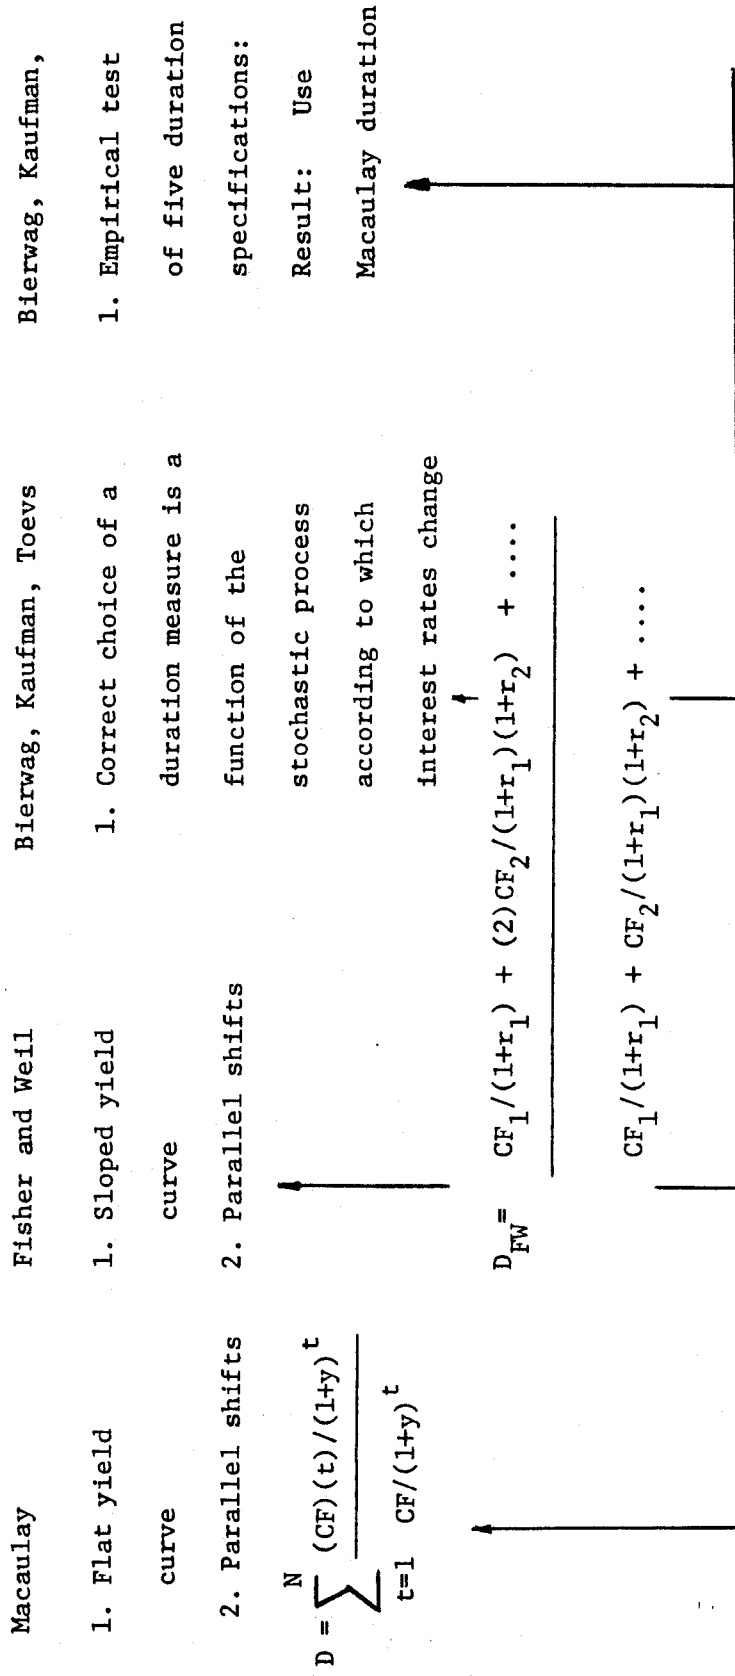 Macaulay
1. Flat yield
curve
2. Parallel shifts
D = N ∑ t=1 (CF)(t)/(1+y)^t
CF/(1+y)^t
Fisher and Weil
1. Sloped yield
curve
2. Parallel shifts
D_FW = CF_1/(1+r_1) + (2)CF_2/(1+r_1)(1+r_2) + .....
CF_1/(1+r_1) + CF_2/(1+r_1)(1+r_2) + ....
Bierwag, Kaufman, Toevs
1. Correct choice of a
duration measure is a
function of the
stochastic process
according to which
interest rates change
Bierwag, Kaufman,
1. Empirical test
of five duration
specifications:
Result: Use
Macaulay duration